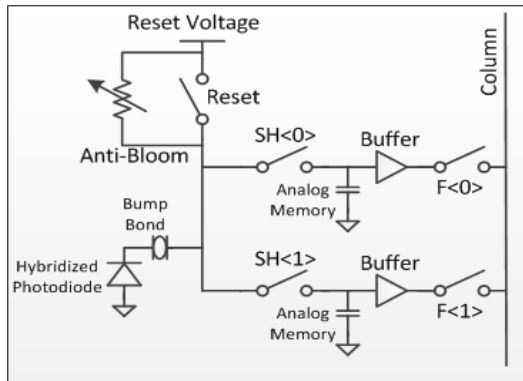 Reset Voltage
Reset
Anti-Bloom
Bump
Bond
Hybridized
Photodiode
SH<0>
Buffer
Analog
Memory
F<0>
SH<1>
Buffer
Analog
Memory
F<1>
Column